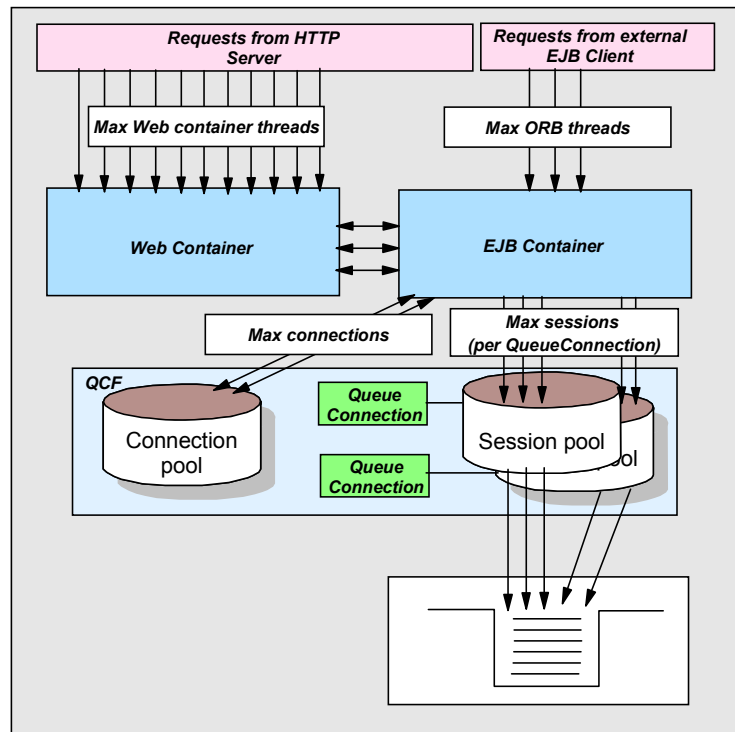 Requests from HTTP
Server
Requests from external
EJB Client
Max Web container threads
Max ORB threads
Web Container
EJB Container
Max connections
Max sessions
(per QueueConnection)
QCF
Connection
pool
Queue
Connection
Session pool
Queue
Connection
pool